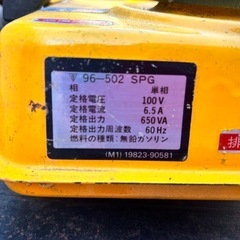 〒 96-502 SPG
相 単相
定格電圧 100V
定格電流 6.5A
定格出力 650VA
定格出力周波数 60Hz
燃料の種類: 無鉛ガソリン
(M1) 19823-90581
排